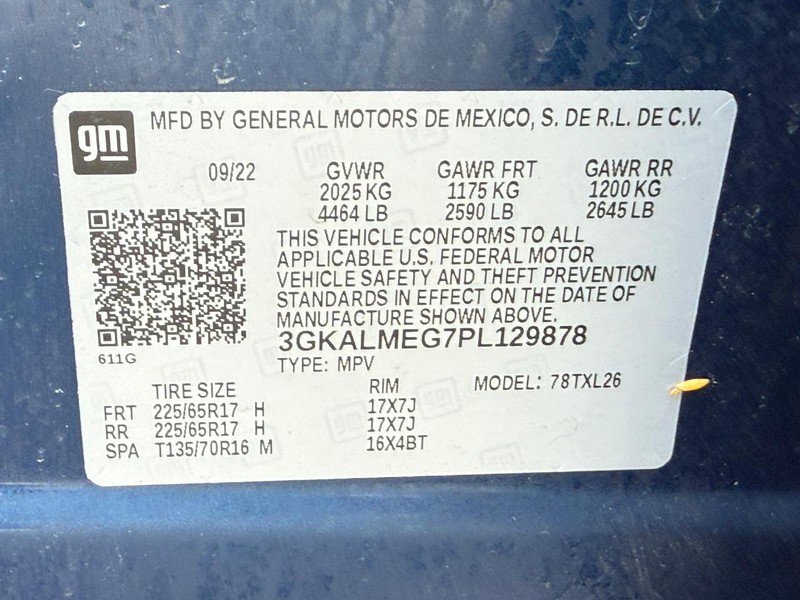 gm MFD BY GENERAL MOTORS DE MEXICO, S. DE R.L. DE C.V.
09/22 GVWR GAWR FRT GAWR RR
2025 KG 1175 KG 1200 KG
4464 LB 2590 LB 2645 LB
THIS VEHICLE CONFORMS TO ALL
APPLICABLE U.S. FEDERAL MOTOR
VEHICLE SAFETY AND THEFT PREVENTION
STANDARDS IN EFFECT ON THE DATE OF
MANUFACTURE SHOWN ABOVE.
3GKALMEG7PL129878
611G
TYPE: MPV
TIRE SIZE RIM MODEL: 78TXL26
FRT 225/65R17 H 17X7J
RR 225/65R17 H 17X7J
SPA T135/70R16 M 16X4BT